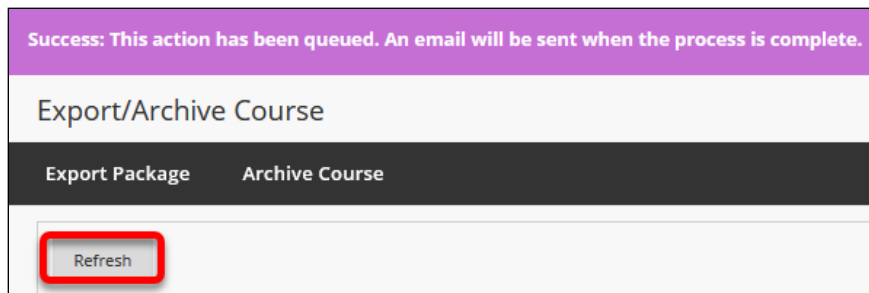 Success: This action has been queued. An email will be sent when the process is complete.
Export/Archive Course
Export Package Archive Course
Refresh